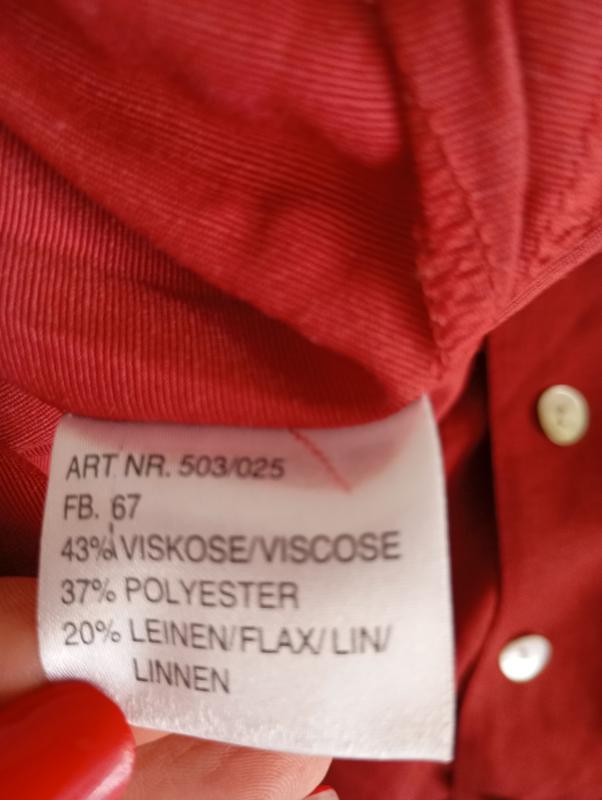 ART NR. 503/025
FB. 67
43% VISKOSE/VISCOSE
37% POLYESTER
20% LEINEN/FLAX/LIN/
LINNEN